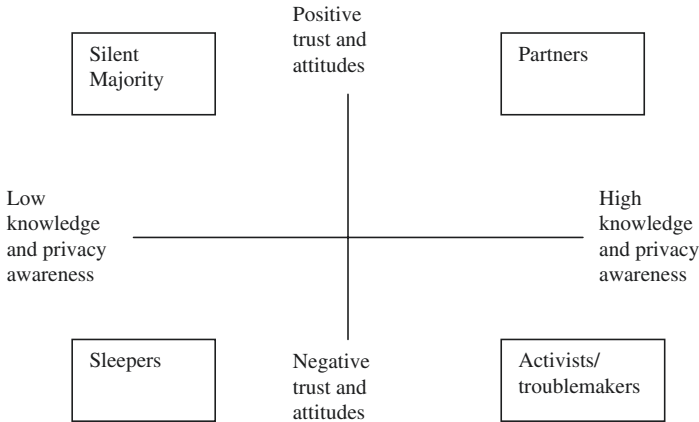 Positive
trust and
attitudes
Silent
Majority
Partners
Low
knowledge
and privacy
awareness
High
knowledge
and privacy
awareness
Sleepers
Negative
trust and
attitudes
Activists/
troublemakers